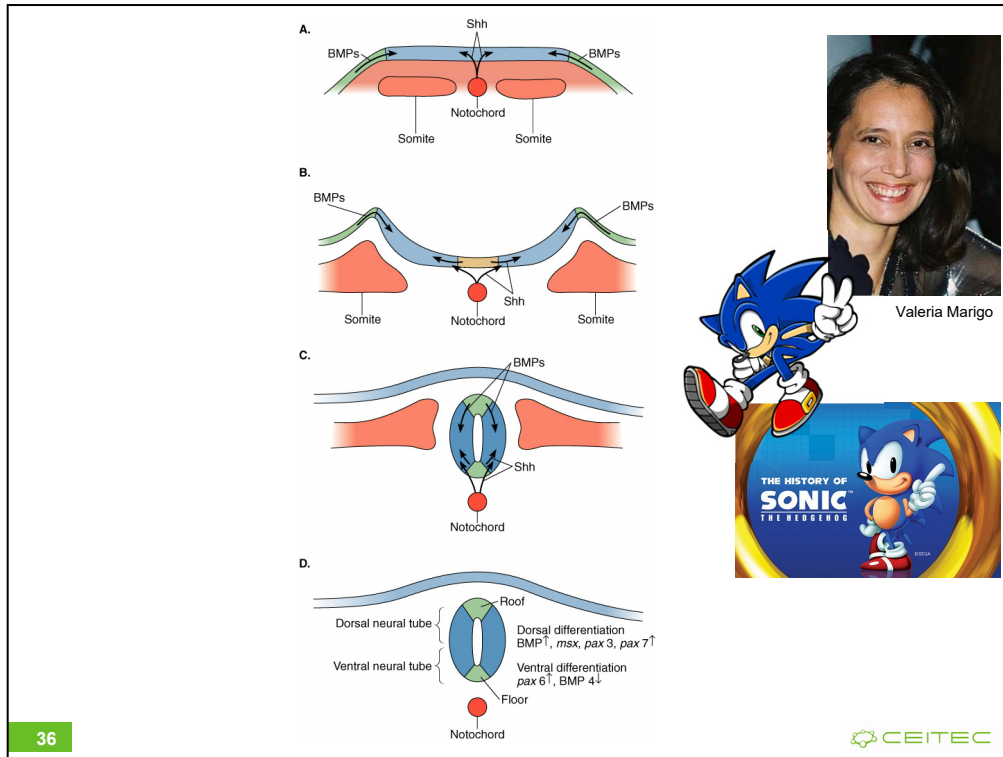 A.
Shh
BMPs
BMPs
Notochord
Somite
Somite
B.
BMPs
BMPs
Shh
Somite
Notochord
Somite
C.
BMPs
Shh
Notochord
D.
Roof
Dorsal neural tube
Dorsal differentiation
BMP↑, msx, pax 3, pax 7↑
Ventral neural tube
Ventral differentiation
pax 6↑, BMP 4↓
Floor
Notochord
Valeria Marigo
THE HISTORY OF
SONIC™
THE HEDGEHOG
©SEGA
36
CEITEC